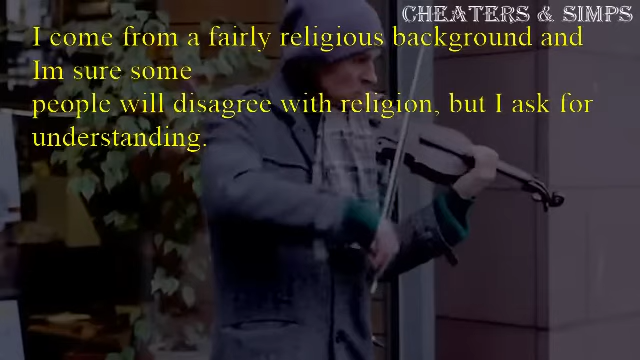 CHEATERS & SIMPS
I come from a fairly religious background and
Im sure some
people will disagree with religion, but I ask for
understanding.